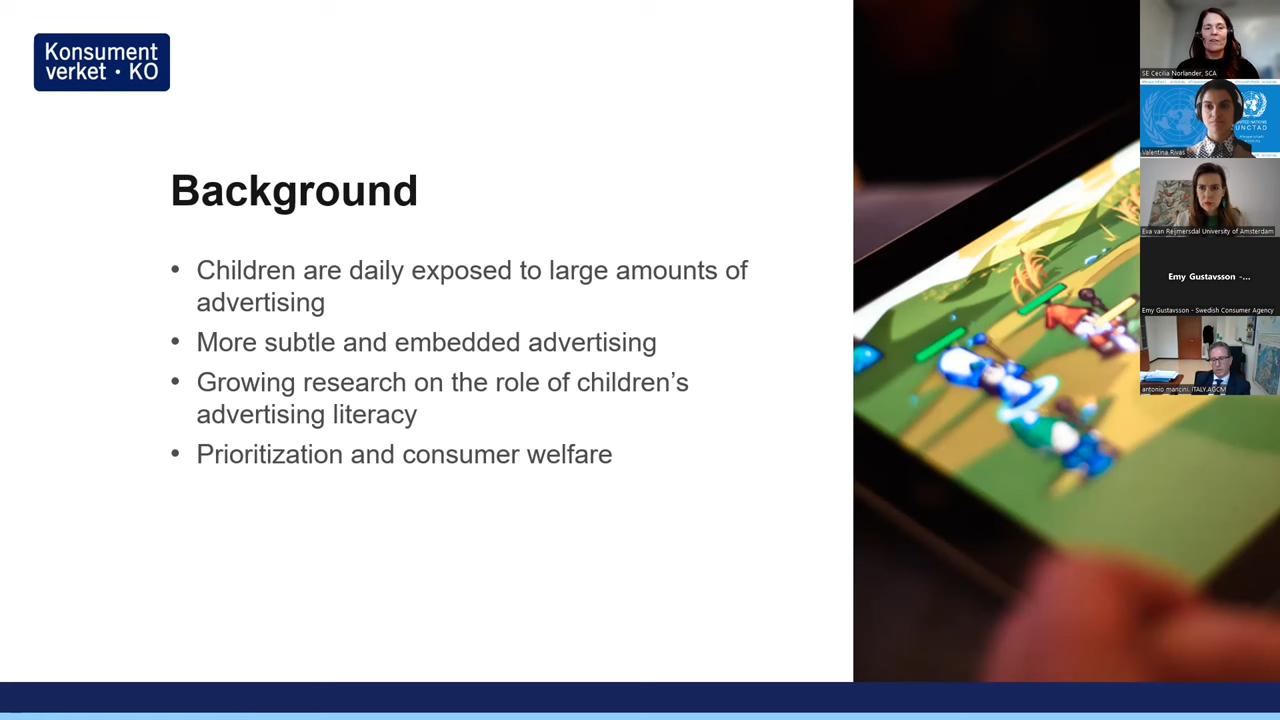 Konsument
verket · KO
Background
• Children are daily exposed to large amounts of
advertising
• More subtle and embedded advertising
• Growing research on the role of children’s
advertising literacy
• Prioritization and consumer welfare
SE Cecilia Norlander, SCA
UNCTAD
Valentina Rivas
Eva van Reijmersdal University of Amsterdam
Emy Gustavsson -...
Emy Gustavsson - Swedish Consumer Agency
antonio mancini. ITALY.AGCM